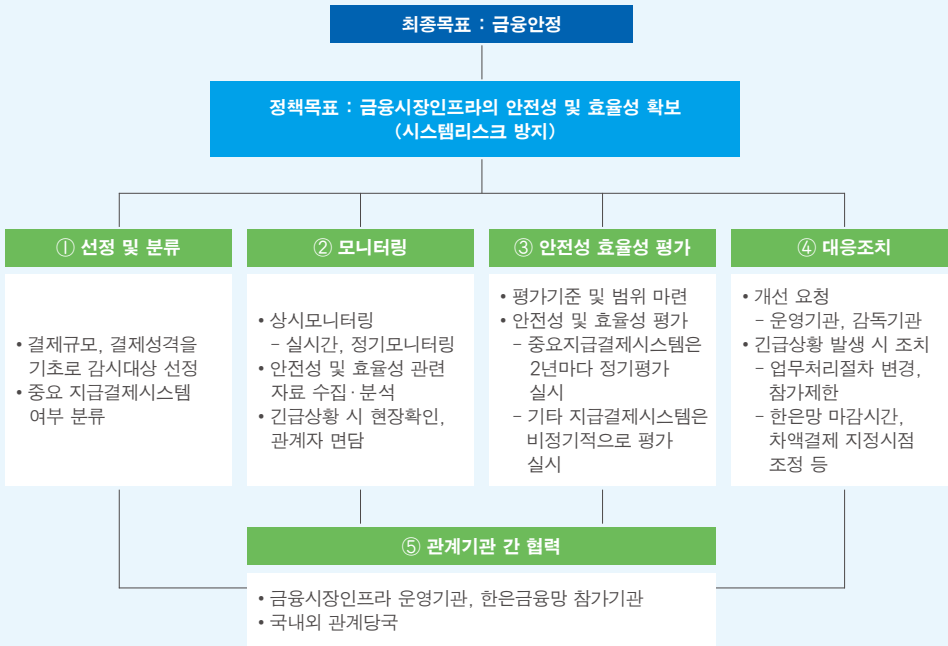 최종목표 : 금융안정
정책목표 : 금융시장인프라의 안전성 및 효율성 확보
(시스템리스크 방지)
① 선정 및 분류
• 결제규모, 결제성격을
기초로 감시대상 선정
• 중요 지급결제시스템
여부 분류
② 모니터링
• 상시모니터링
– 실시간, 정기모니터링
• 안전성 및 효율성 관련
자료 수집·분석
• 긴급상황 시 현장확인,
관계자 면담
③ 안전성 효율성 평가
• 평가기준 및 범위 마련
• 안전성 및 효율성 평가
– 중요지급결제시스템은
2년마다 정기평가
실시
– 기타 지급결제시스템은
비정기적으로 평가
실시
④ 대응조치
• 개선 요청
– 운영기관, 감독기관
• 긴급상황 발생 시 조치
– 업무처리절차 변경,
참가제한
– 한은망 마감시간,
차액결제 지정시점
조정 등
⑤ 관계기관 간 협력
• 금융시장인프라 운영기관, 한은금융망 참가기관
• 국내외 관계당국